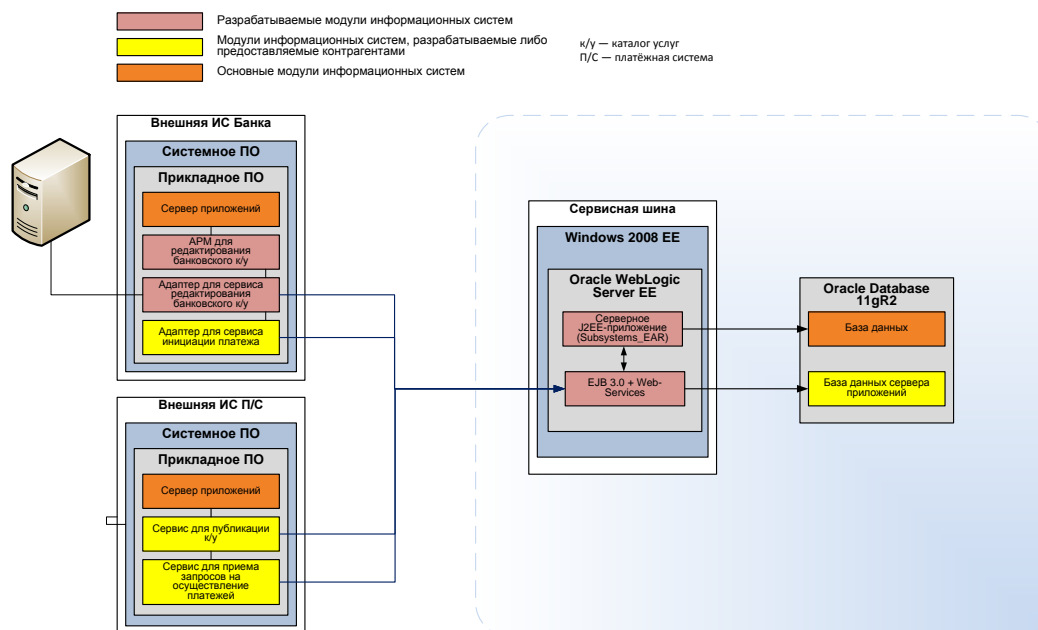 Разрабатываемые модули информационных систем
Модули информационных систем, разрабатываемые либо
предоставляемые контрагентами
Основные модули информационных систем
к/у — каталог услуг
П/С — платёжная система
Внешняя ИС Банка
Системное ПО
Прикладное ПО
Сервер приложений
АРМ для
редактирования
банковского к/у
Адаптер для сервиса
редактирования
банковского к/у
Адаптер для сервиса
инициации платежа
Внешняя ИС П/С
Системное ПО
Прикладное ПО
Сервер приложений
Сервис для публикации
к/у
Сервис для приема
запросов на
осуществление
платежей
Сервисная шина
Windows 2008 EE
Oracle WebLogic
Server EE
Серверное
J2EE-приложение
(Subsystems_EAR)
EJB 3.0 + Web-
Services
Oracle Database
11gR2
База данных
База данных сервера
приложений